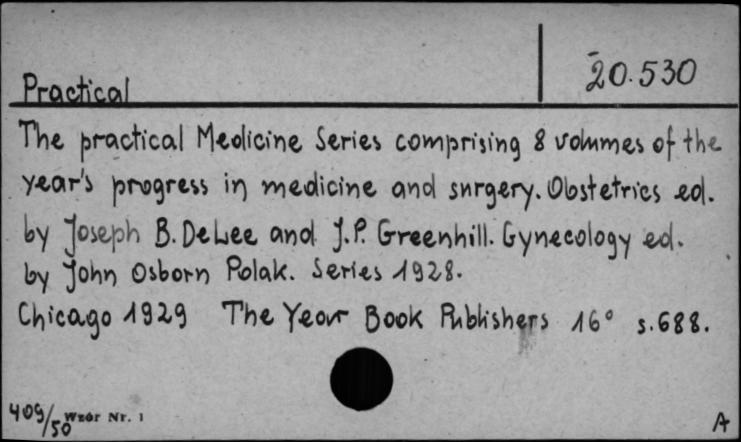 20.530
Practical
The practical Medicine Series comprising 8 volumes of the
year's progress in medicine and surgery. Obstetrics ed.
by Joseph B. DeLee and J.P. Greenhill. Gynecology ed.
by John Osborn Polak. Series 1928.
Chicago 1929 The Year Book Publishers 16° s.688.
409/50 Wzór Nr. 1
A